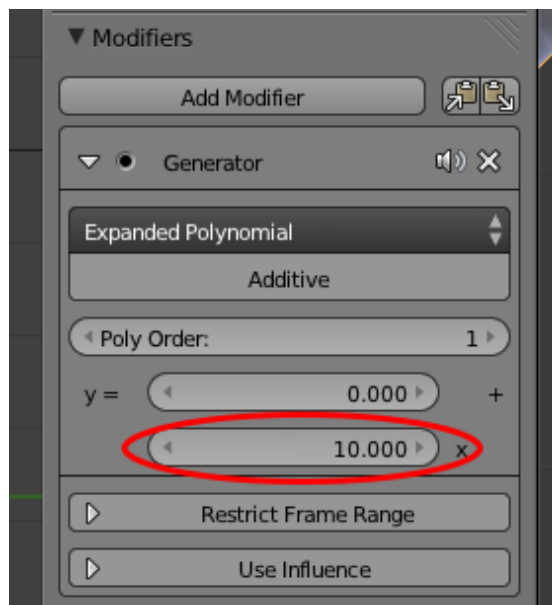 Modifiers
Add Modifier
Generator
Expanded Polynomial
Additive
Poly Order: 1
y = 0.000 +
10.000 x
Restrict Frame Range
Use Influence